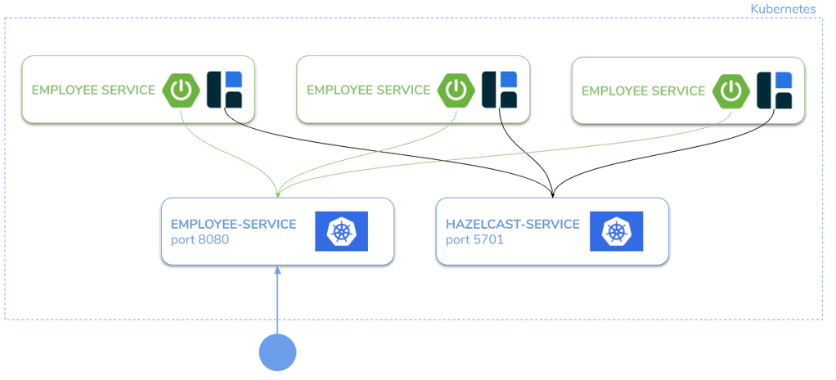 Kubernetes
EMPLOYEE SERVICE
EMPLOYEE SERVICE
EMPLOYEE SERVICE
EMPLOYEE-SERVICE
port 8080
HAZELCAST-SERVICE
port 5701